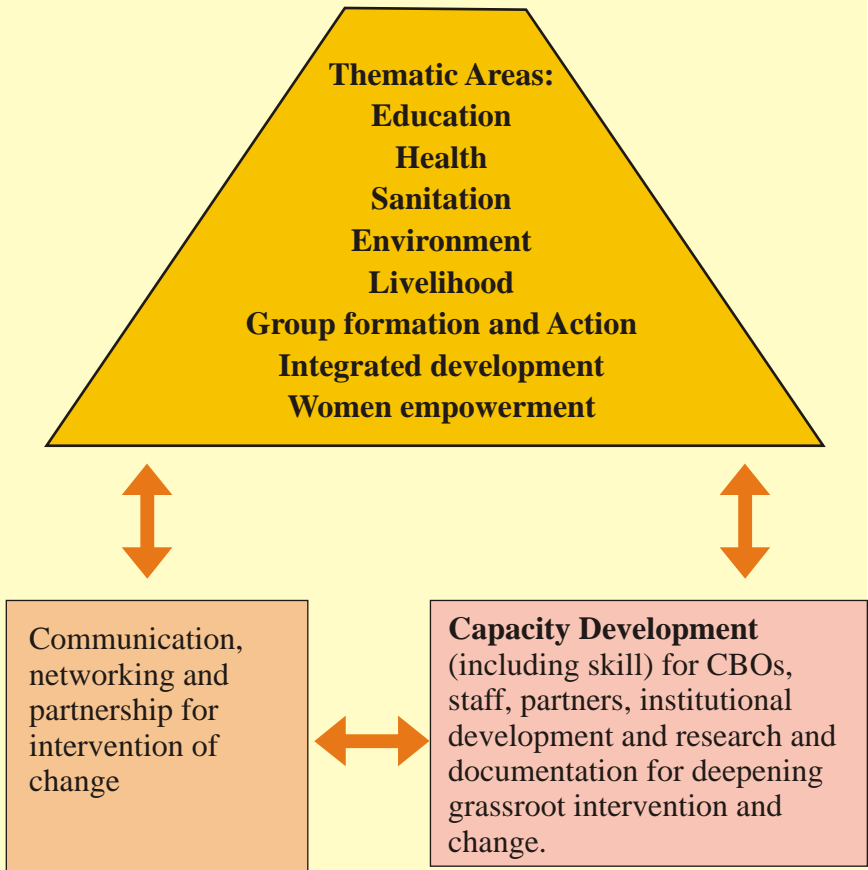 Thematic Areas:
Education
Health
Sanitation
Environment
Livelihood
Group formation and Action
Integrated development
Women empowerment
Communication,
networking and
partnership for
intervention of
change
Capacity Development
(including skill) for CBOs,
staff, partners, institutional
development and research and
documentation for deepening
grassroot intervention and
change.